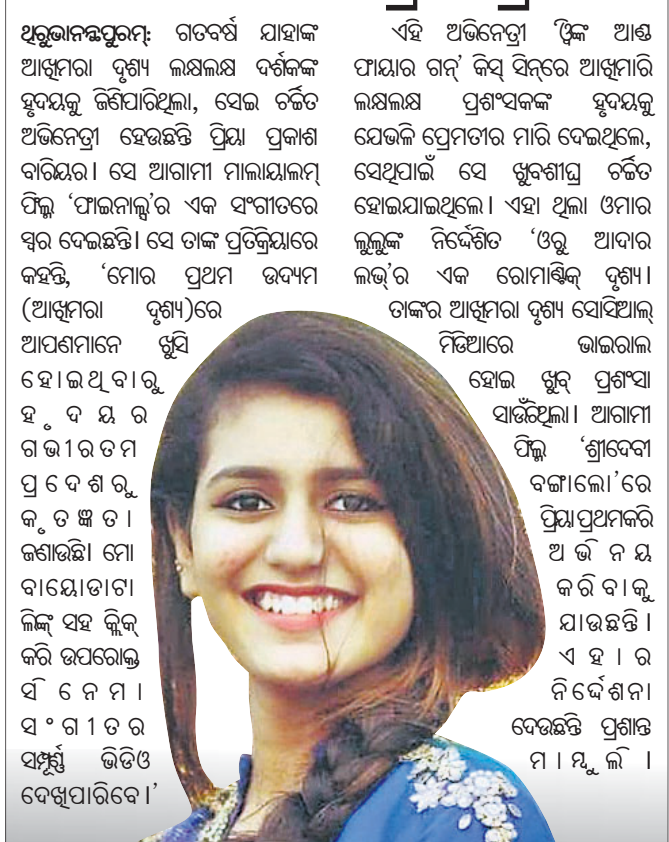 ଥିରୁଭାନନ୍ଥପୁରମ୍: ଗତବର୍ଷ ଯାହାଙ୍କ
ଆଖିମରା ଦୃଶ୍ୟ ଲକ୍ଷଲକ୍ଷ ଦର୍ଶକଙ୍କ
ହୃଦୟକୁ ଜିଣିପାରିଥିଲା, ସେଇ ଚର୍ଚ୍ଚିତ
ଅଭିନେତ୍ରୀ ହେଉଛନ୍ତି ପ୍ରିୟା ପ୍ରକାଶ
ବାରିୟର। ସେ ଆଗାମୀ ମାଲାୟାଲମ୍
ଫିଲ୍ମ ‘ଫାଇନାଲ୍ସ’ର ଏକ ସଂଗୀତରେ
ସ୍ୱର ଦେଇଛନ୍ତି। ସେ ତାଙ୍କ ପ୍ରତିକ୍ରିୟାରେ
କହନ୍ତି, ‘ମୋର ପ୍ରଥମ ଉଦ୍ୟମ
(ଆଖିମରା ଦୃଶ୍ୟ)ରେ
ଆପଣମାନେ ଖୁସି
ହୋଇଥିବାରୁ
ହୃଦୟର
ଗଭୀରତମ
ପ୍ରଦେଶରୁ
କୃତଜ୍ଞତା
ଜଣାଉଛି। ମୋ
ବାୟୋଡାଟା
ଲିଙ୍କ୍ ସହ କ୍ଲିକ୍
କରି ଉପରୋକ୍ତ
ସିନେମା
ସଂଗୀତର
ସମ୍ପୂର୍ଣ୍ଣ ଭିଡିଓ
ଦେଖିପାରିବେ।’
ଏହି ଅଭିନେତ୍ରୀ ‘ୱିଙ୍କ ଆଣ୍ଡ
ଫାୟାର ଗନ୍’ କିସ୍ ସିନ୍‌ରେ ଆଖିମାରି
ଲକ୍ଷଲକ୍ଷ ପ୍ରଶଂସକଙ୍କ ହୃଦୟକୁ
ଯେଭଳି ପ୍ରେମତୀର ମାରି ଦେଇଥିଲେ,
ସେଥିପାଇଁ ସେ ଖୁବଶୀଘ୍ର ଚର୍ଚ୍ଚିତ
ହୋଇଯାଇଥିଲେ। ଏହା ଥିଲା ଓମାର
ଲୁଲୁଙ୍କ ନିର୍ଦ୍ଦେଶିତ ‘ଓରୁ ଆଦାର
ଲଭ୍’ର ଏକ ରୋମାଣ୍ଟିକ୍ ଦୃଶ୍ୟ।
ତାଙ୍କର ଆଖିମରା ଦୃଶ୍ୟ ସୋସିଆଲ୍
ମିଡିଆରେ ଭାଇରାଲ
ହୋଇ ଖୁବ୍ ପ୍ରଶଂସା
ସାଉଁଟିଥିଲା। ଆଗାମୀ
ଫିଲ୍ମ ‘ଶ୍ରୀଦେବୀ
ବଙ୍ଗାଲୋ’ରେ
ପ୍ରିୟା ପ୍ରଥମକରି
ଅଭିନୟ
କରିବାକୁ
ଯାଉଛନ୍ତି।
ଏହାର
ନିର୍ଦ୍ଦେଶନା
ଦେଉଛନ୍ତି ପ୍ରଶାନ୍ତ
ମାମ୍ବୁଲି।